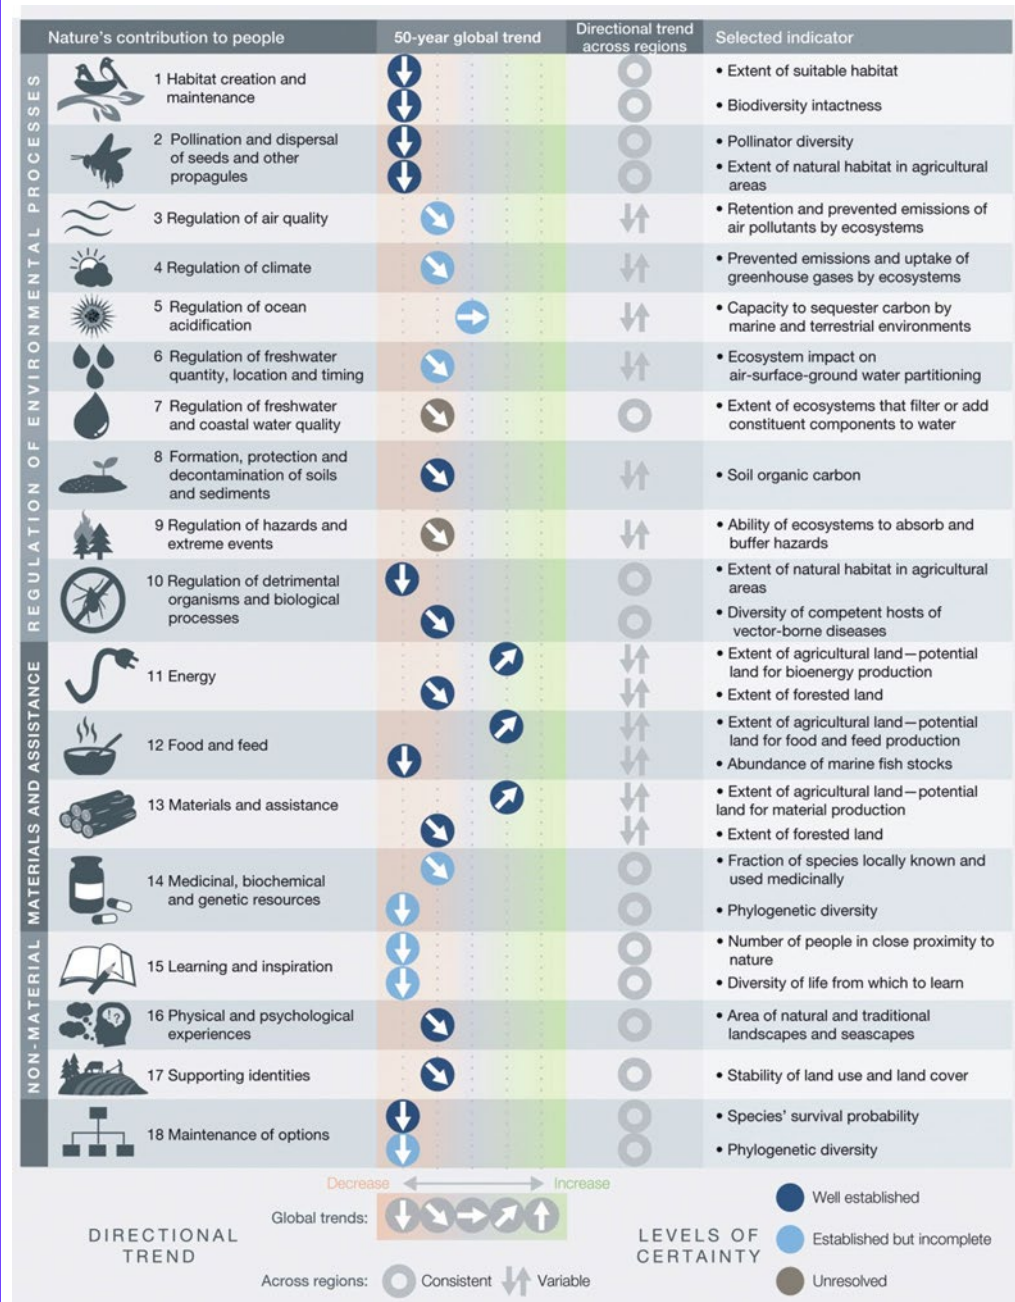 Nature's contribution to people
50-year global trend
Directional trend
across regions
Selected indicator
REGULATION OF ENVIRONMENTAL PROCESSES
1 Habitat creation and
maintenance
• Extent of suitable habitat
• Biodiversity intactness
2 Pollination and dispersal
of seeds and other
propagules
• Pollinator diversity
• Extent of natural habitat in agricultural
areas
3 Regulation of air quality
• Retention and prevented emissions of
air pollutants by ecosystems
4 Regulation of climate
• Prevented emissions and uptake of
greenhouse gases by ecosystems
5 Regulation of ocean
acidification
• Capacity to sequester carbon by
marine and terrestrial environments
6 Regulation of freshwater
quantity, location and timing
• Ecosystem impact on
air-surface-ground water partitioning
7 Regulation of freshwater
and coastal water quality
• Extent of ecosystems that filter or add
constituent components to water
8 Formation, protection and
decontamination of soils
and sediments
• Soil organic carbon
9 Regulation of hazards and
extreme events
• Ability of ecosystems to absorb and
buffer hazards
10 Regulation of detrimental
organisms and biological
processes
• Extent of natural habitat in agricultural
areas
• Diversity of competent hosts of
vector-borne diseases
MATERIALS AND ASSISTANCE
11 Energy
• Extent of agricultural land—potential
land for bioenergy production
• Extent of forested land
12 Food and feed
• Extent of agricultural land—potential
land for food and feed production
• Abundance of marine fish stocks
13 Materials and assistance
• Extent of agricultural land—potential
land for material production
• Extent of forested land
14 Medicinal, biochemical
and genetic resources
• Fraction of species locally known and
used medicinally
• Phylogenetic diversity
NON-MATERIAL
15 Learning and inspiration
• Number of people in close proximity to
nature
• Diversity of life from which to learn
16 Physical and psychological
experiences
!?
• Area of natural and traditional
landscapes and seascapes
17 Supporting identities
• Stability of land use and land cover
18 Maintenance of options
• Species' survival probability
• Phylogenetic diversity
Decrease
Increase
Global trends:
DIRECTIONAL
TREND
Across regions:
Consistent
Variable
LEVELS OF
CERTAINTY
Well established
Established but incomplete
Unresolved